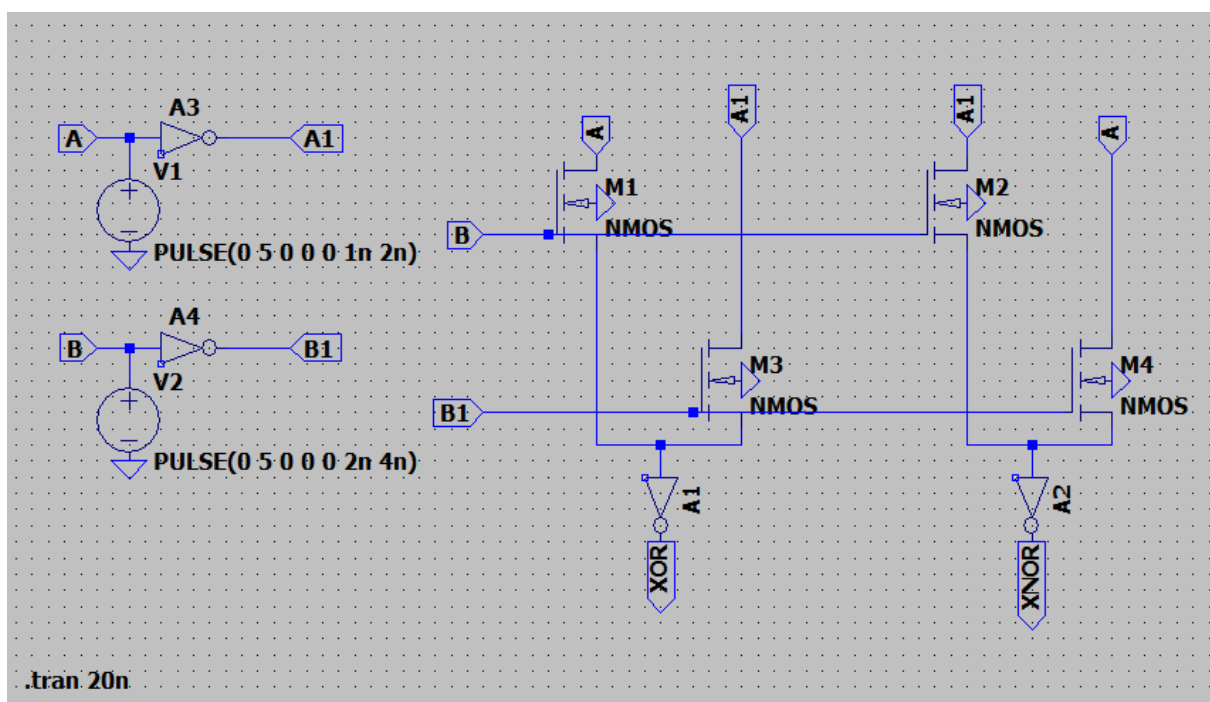 A3
A
A1
V1
PULSE(0 5 0 0 0 1n 2n)
A4
B
B1
V2
PULSE(0 5 0 0 0 2n 4n)
A
A1
A1
A
M1
NMOS
M2
NMOS
B
M3
NMOS
M4
NMOS
B1
A1
A2
XOR
XNOR
.tran 20n